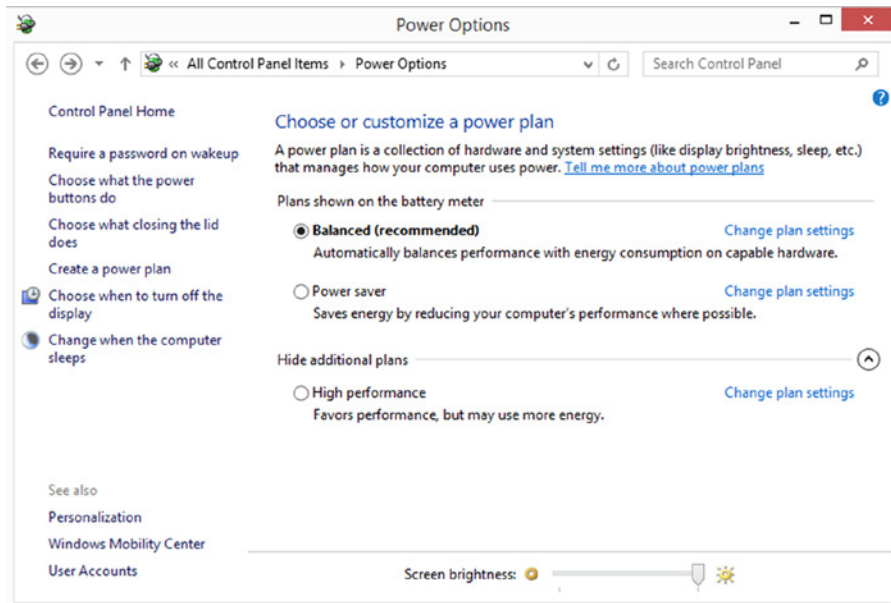 Power Options
« All Control Panel Items › Power Options
Search Control Panel
Control Panel Home
Require a password on wakeup
Choose what the power
buttons do
Choose what closing the lid
does
Create a power plan
Choose when to turn off the
display
Change when the computer
sleeps
See also
Personalization
Windows Mobility Center
User Accounts
Choose or customize a power plan
A power plan is a collection of hardware and system settings (like display brightness, sleep, etc.)
that manages how your computer uses power. Tell me more about power plans
Plans shown on the battery meter
Balanced (recommended) Change plan settings
Automatically balances performance with energy consumption on capable hardware.
Power saver Change plan settings
Saves energy by reducing your computer's performance where possible.
Hide additional plans
High performance Change plan settings
Favors performance, but may use more energy.
Screen brightness: